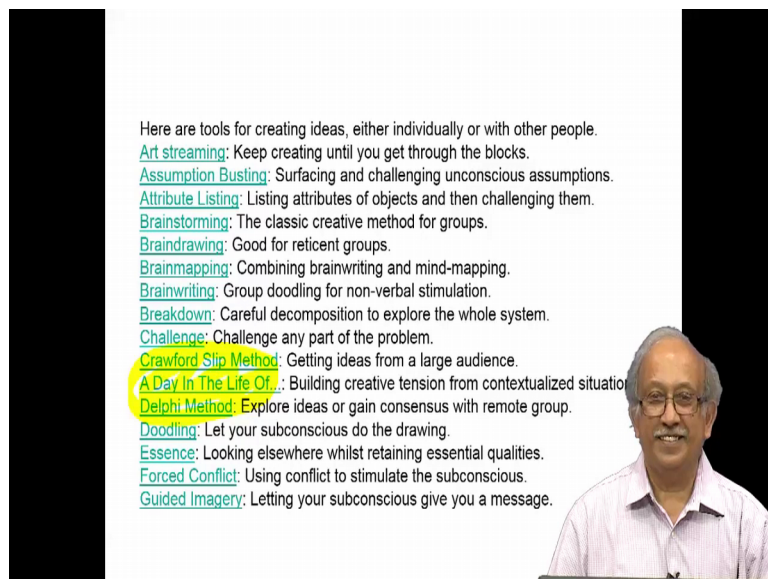 Here are tools for creating ideas, either individually or with other people.
Art streaming: Keep creating until you get through the blocks.
Assumption Busting: Surfacing and challenging unconscious assumptions.
Attribute Listing: Listing attributes of objects and then challenging them.
Brainstorming: The classic creative method for groups.
Braindrawing: Good for reticent groups.
Brainmapping: Combining brainwriting and mind-mapping.
Brainwriting: Group doodling for non-verbal stimulation.
Breakdown: Careful decomposition to explore the whole system.
Challenge: Challenge any part of the problem.
Crawford Slip Method: Getting ideas from a large audience.
A Day In The Life Of...: Building creative tension from contextualized situation
Delphi Method: Explore ideas or gain consensus with remote group.
Doodling: Let your subconscious do the drawing.
Essence: Looking elsewhere whilst retaining essential qualities.
Forced Conflict: Using conflict to stimulate the subconscious.
Guided Imagery: Letting your subconscious give you a message.